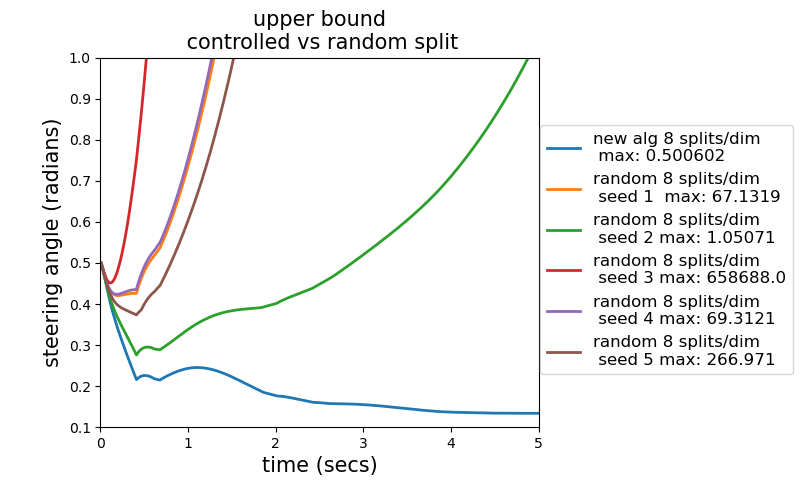 upper bound
controlled vs random split
steering angle (radians)
1.0
0.9
0.8
0.7
0.6
0.5
0.4
0.3
0.2
0.1
0 1 2 3 4 5
time (secs)
new alg 8 splits/dim
max: 0.500602
random 8 splits/dim
seed 1  max: 67.1319
random 8 splits/dim
seed 2 max: 1.05071
random 8 splits/dim
seed 3 max: 658688.0
random 8 splits/dim
seed 4 max: 69.3121
random 8 splits/dim
seed 5 max: 266.971